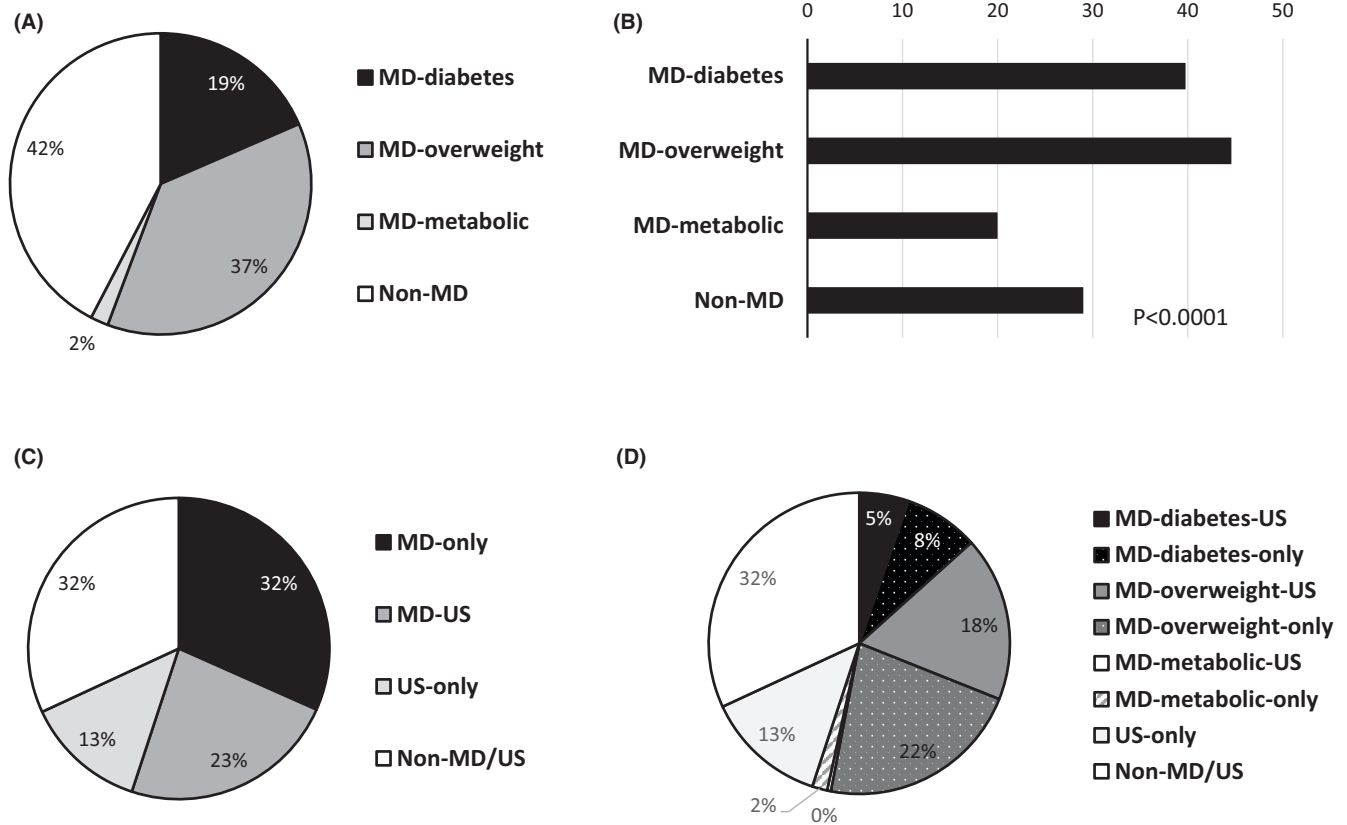 (A)
19%
42%
37%
2%
MD-diabetes
MD-overweight
MD-metabolic
Non-MD
(B)
0 10 20 30 40 50
MD-diabetes
MD-overweight
MD-metabolic
Non-MD
P<0.0001
(C)
32%
32%
13%
23%
MD-only
MD-US
US-only
Non-MD/US
(D)
5%
8%
32%
18%
13%
22%
2%
0%
MD-diabetes-US
MD-diabetes-only
MD-overweight-US
MD-overweight-only
MD-metabolic-US
MD-metabolic-only
US-only
Non-MD/US